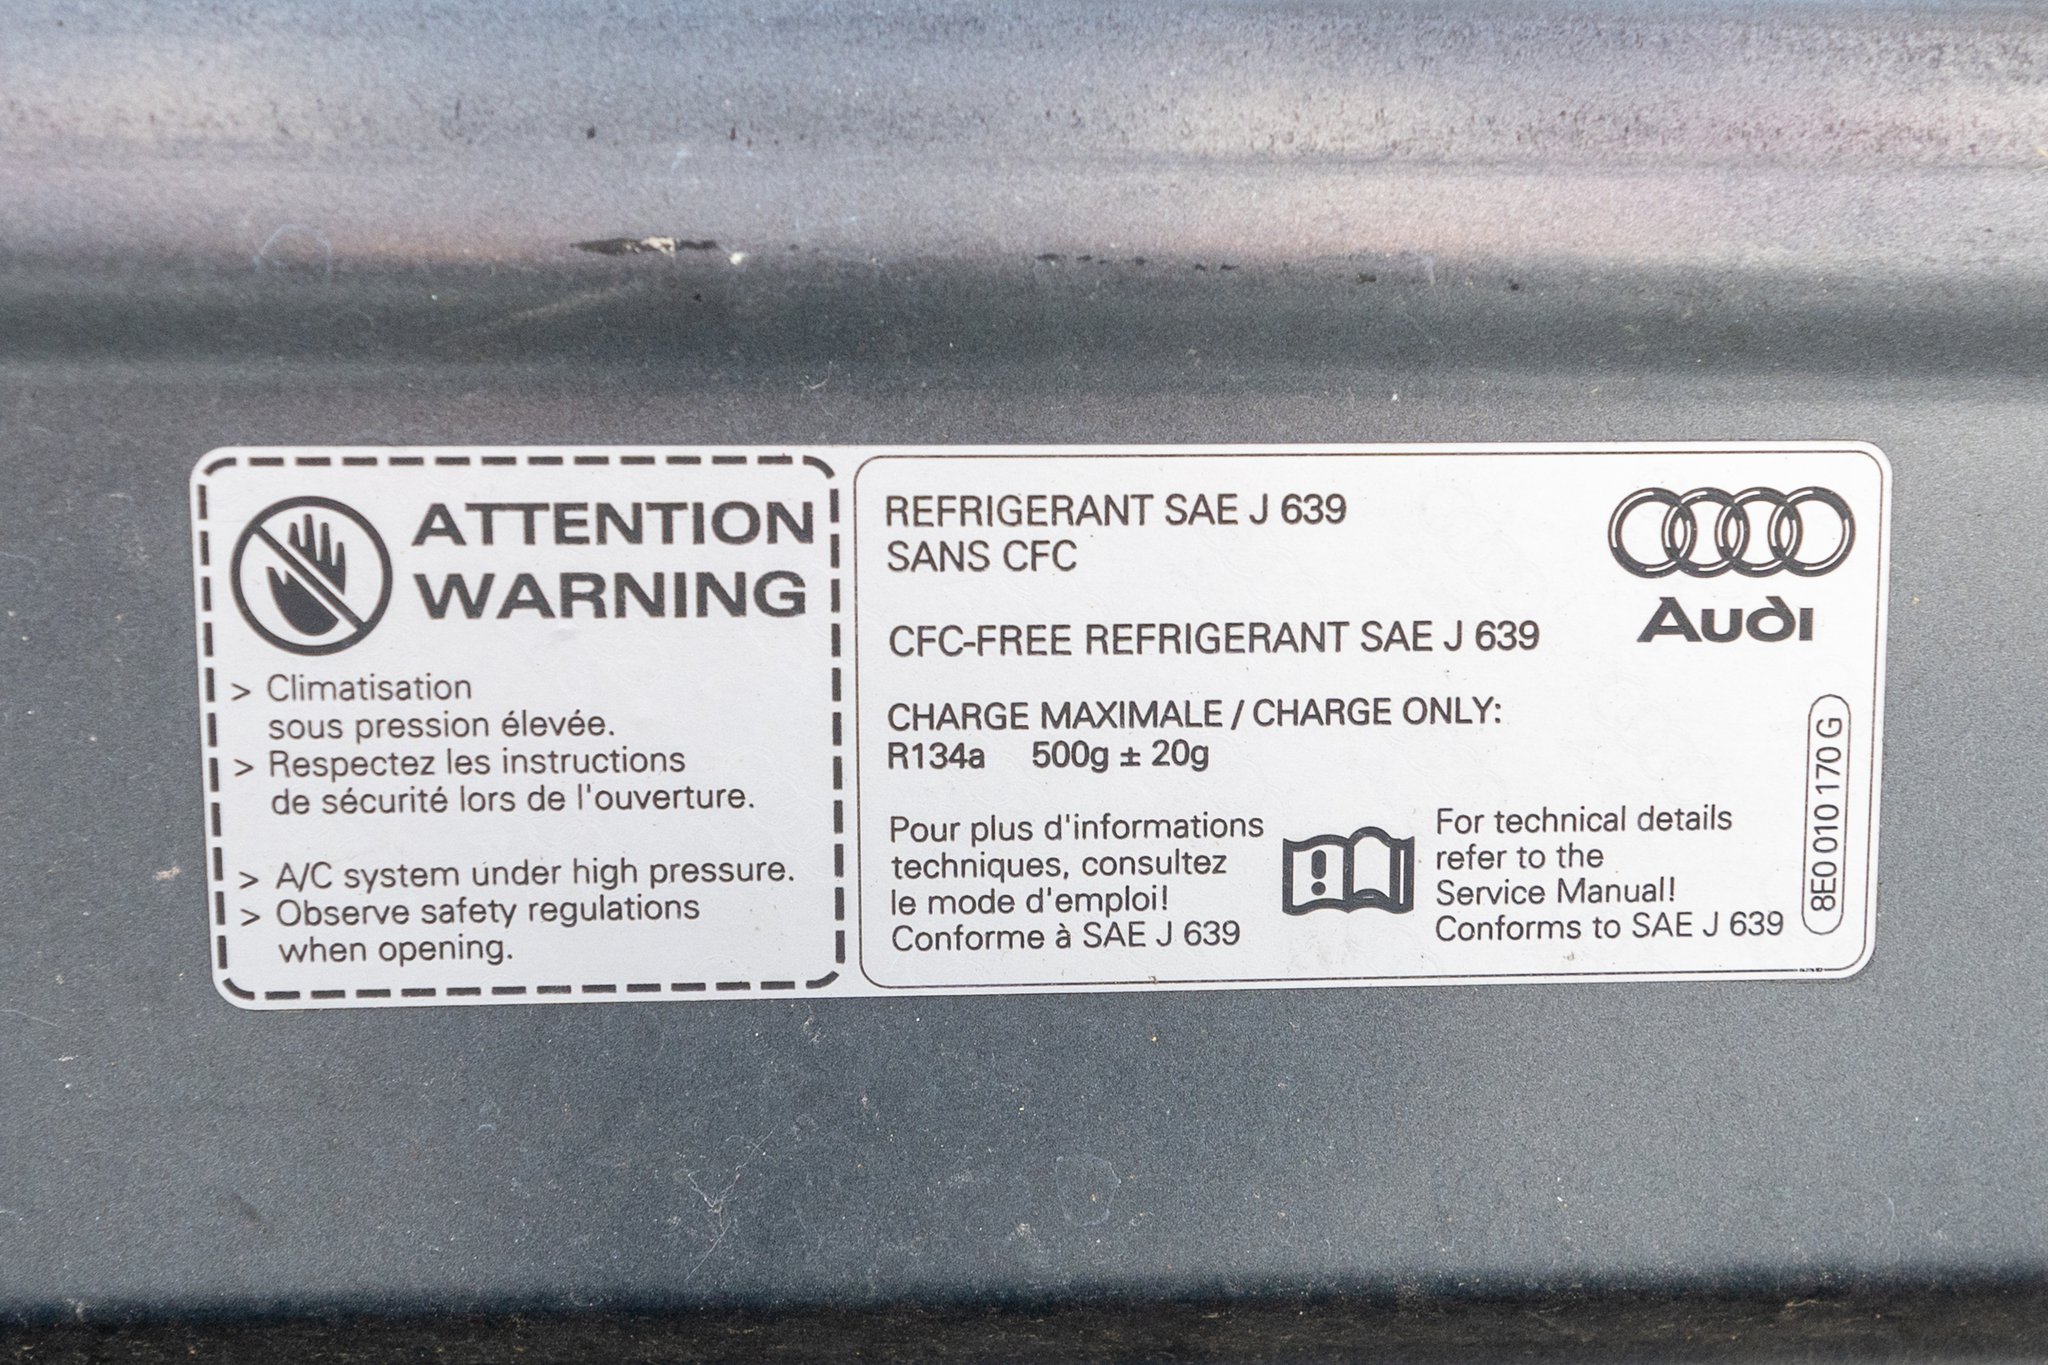 ATTENTION
WARNING
> Climatisation
sous pression élevée.
> Respectez les instructions
de sécurité lors de l'ouverture.
> A/C system under high pressure.
> Observe safety regulations
when opening.
REFRIGERANT SAE J 639
SANS CFC
CFC-FREE REFRIGERANT SAE J 639
CHARGE MAXIMALE / CHARGE ONLY:
R134a 500g ± 20g
Pour plus d'informations
techniques, consultez
le mode d'emploi!
Conforme à SAE J 639
For technical details
refer to the
Service Manual!
Conforms to SAE J 639
Audi
8E0 010 170 G